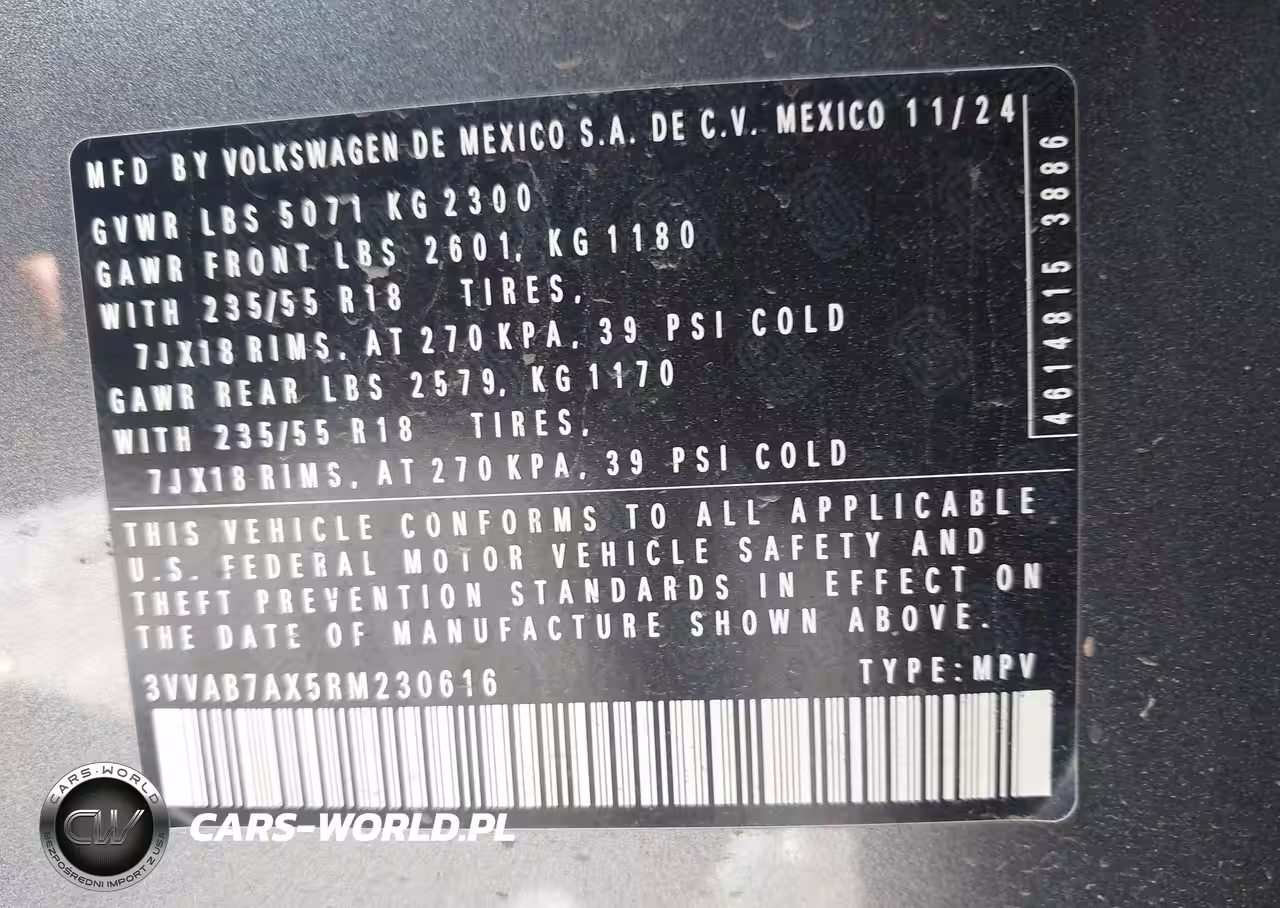 MFD BY VOLKSWAGEN DE MEXICO S.A. DE C.V. MEXICO 11/24
GVWR LBS 5071 KG 2300
GAWR FRONT LBS 2601, KG 1180
WITH 235/55 R18 TIRES,
7JX18 RIMS, AT 270 KPA, 39 PSI COLD
GAWR REAR LBS 2579, KG 1170
WITH 235/55 R18 TIRES,
7JX18 RIMS, AT 270 KPA, 39 PSI COLD
4614815 3886
THIS VEHICLE CONFORMS TO ALL APPLICABLE
U.S. FEDERAL MOTOR VEHICLE SAFETY AND
THEFT PREVENTION STANDARDS IN EFFECT ON
THE DATE OF MANUFACTURE SHOWN ABOVE.
3VVAB7AX5RM230616 TYPE:MPV
CARS-WORLD
CW
BEZPOŚREDNI IMPORT Z USA
CARS-WORLD.PL